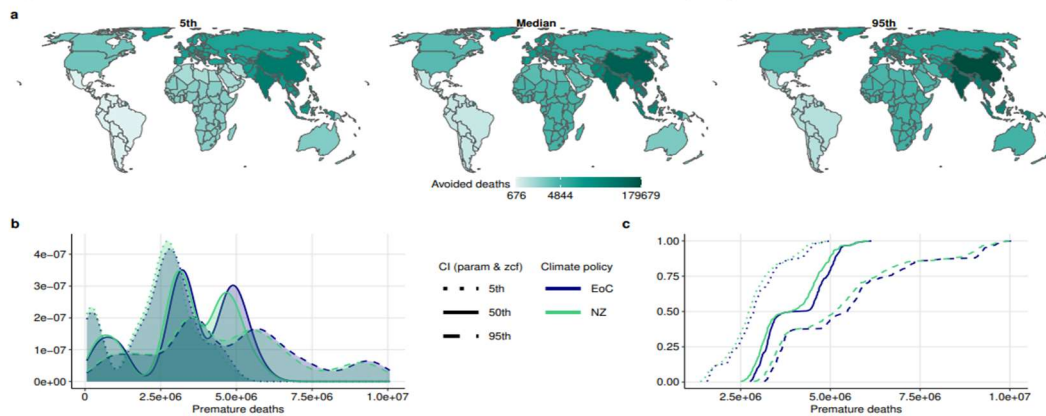 a
5th
Median
95th
Avoided deaths
676
4844
179679
b
4e−07
3e−07
2e−07
1e−07
0e+00
0
2.5e+06
5.0e+06
7.5e+06
1.0e+07
Premature deaths
CI (param & zcf)
5th
50th
95th
Climate policy
EoC
NZ
c
1.00
0.75
0.50
0.25
0.00
2.5e+06
5.0e+06
7.5e+06
1.0e+07
Premature deaths